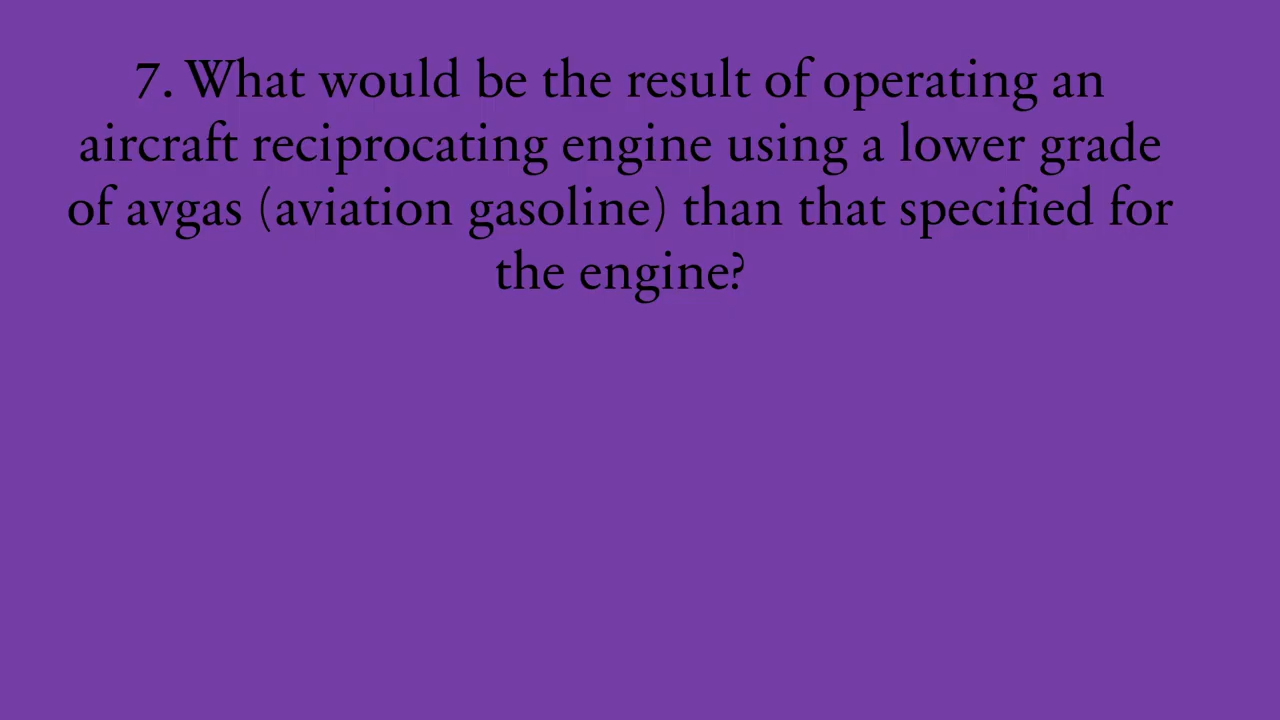 7. What would be the result of operating an
aircraft reciprocating engine using a lower grade
of avgas (aviation gasoline) than that specified for
the engine?